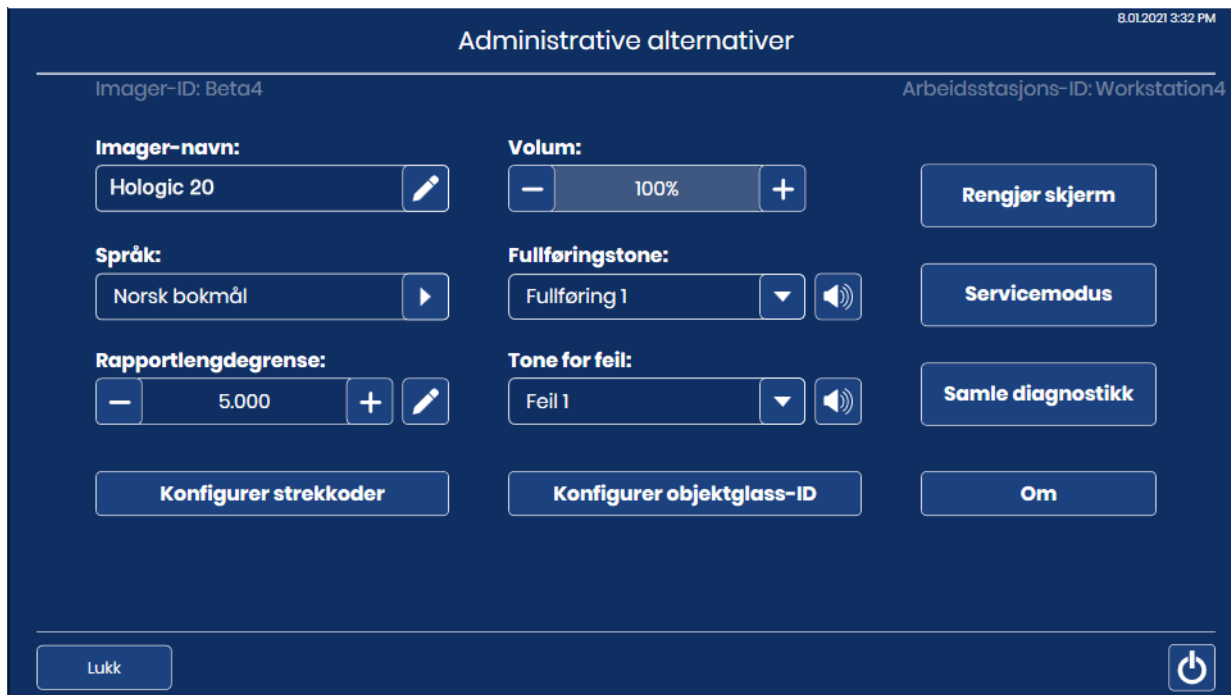 8.01.2021 3:32 PM
Administrative alternativer
Imager-ID: Beta4
Arbeidsstasjons-ID: Workstation4
Imager-navn:
Volum:
Hologic 20
100%
Rengjør skjerm
Språk:
Fullføringstone:
Norsk bokmål
Fullføring 1
Servicemodus
Rapportlengdegrense:
Tone for feil:
5.000
Feil 1
Samle diagnostikk
Konfigurer strekkoder
Konfigurer objektglass-ID
Om
Lukk